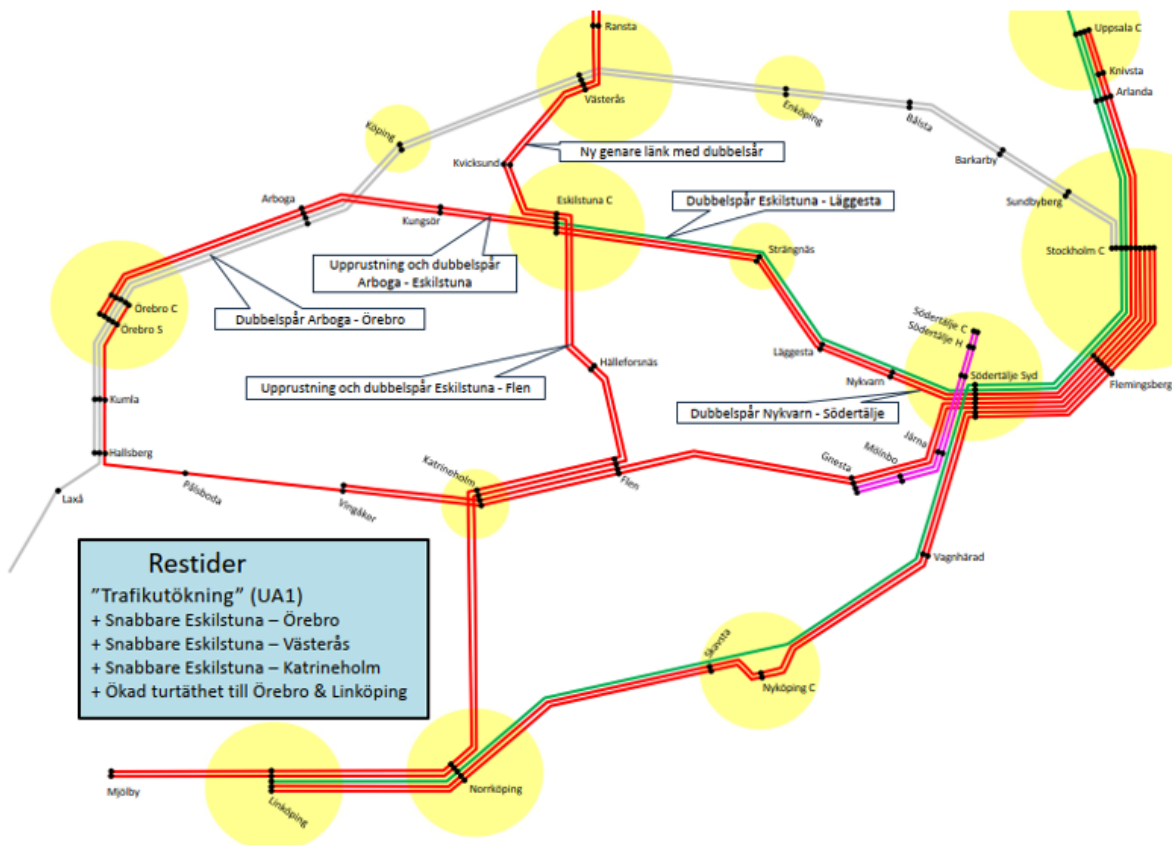 Ransta
Uppsala C
Knivsta
Arlanda
Västerås
Enköping
Bålsta
Köping
Ny genare länk med dubbelsår
Barkarby
Kvicksund
Sundbyberg
Arboga
Eskilstuna C
Dubbelspår Eskilstuna - Läggesta
Kungsör
Stockholm C
Strängnäs
Upprustning och dubbelspår
Arboga - Eskilstuna
Örebro C
Örebro S
Dubbelspår Arboga - Örebro
Södertälje C
Södertälje H
Läggesta
Hälleforsnäs
Nykvarn
Södertälje Syd
Flemingsberg
Upprustning och dubbelspår Eskilstuna - Flen
Kumla
Dubbelspår Nykvarn - Södertälje
Järna
Mölnbo
Hallsberg
Katrineholm
Gnesta
Flen
Pålsboda
Laxå
Vingåker
Vagnhärad
Restider
”Trafikutökning” (UA1)
+ Snabbare Eskilstuna – Örebro
+ Snabbare Eskilstuna – Västerås
+ Snabbare Eskilstuna – Katrineholm
+ Ökad turtäthet till Örebro & Linköping
Skavsta
Nyköping C
Mjölby
Linköping
Norrköping